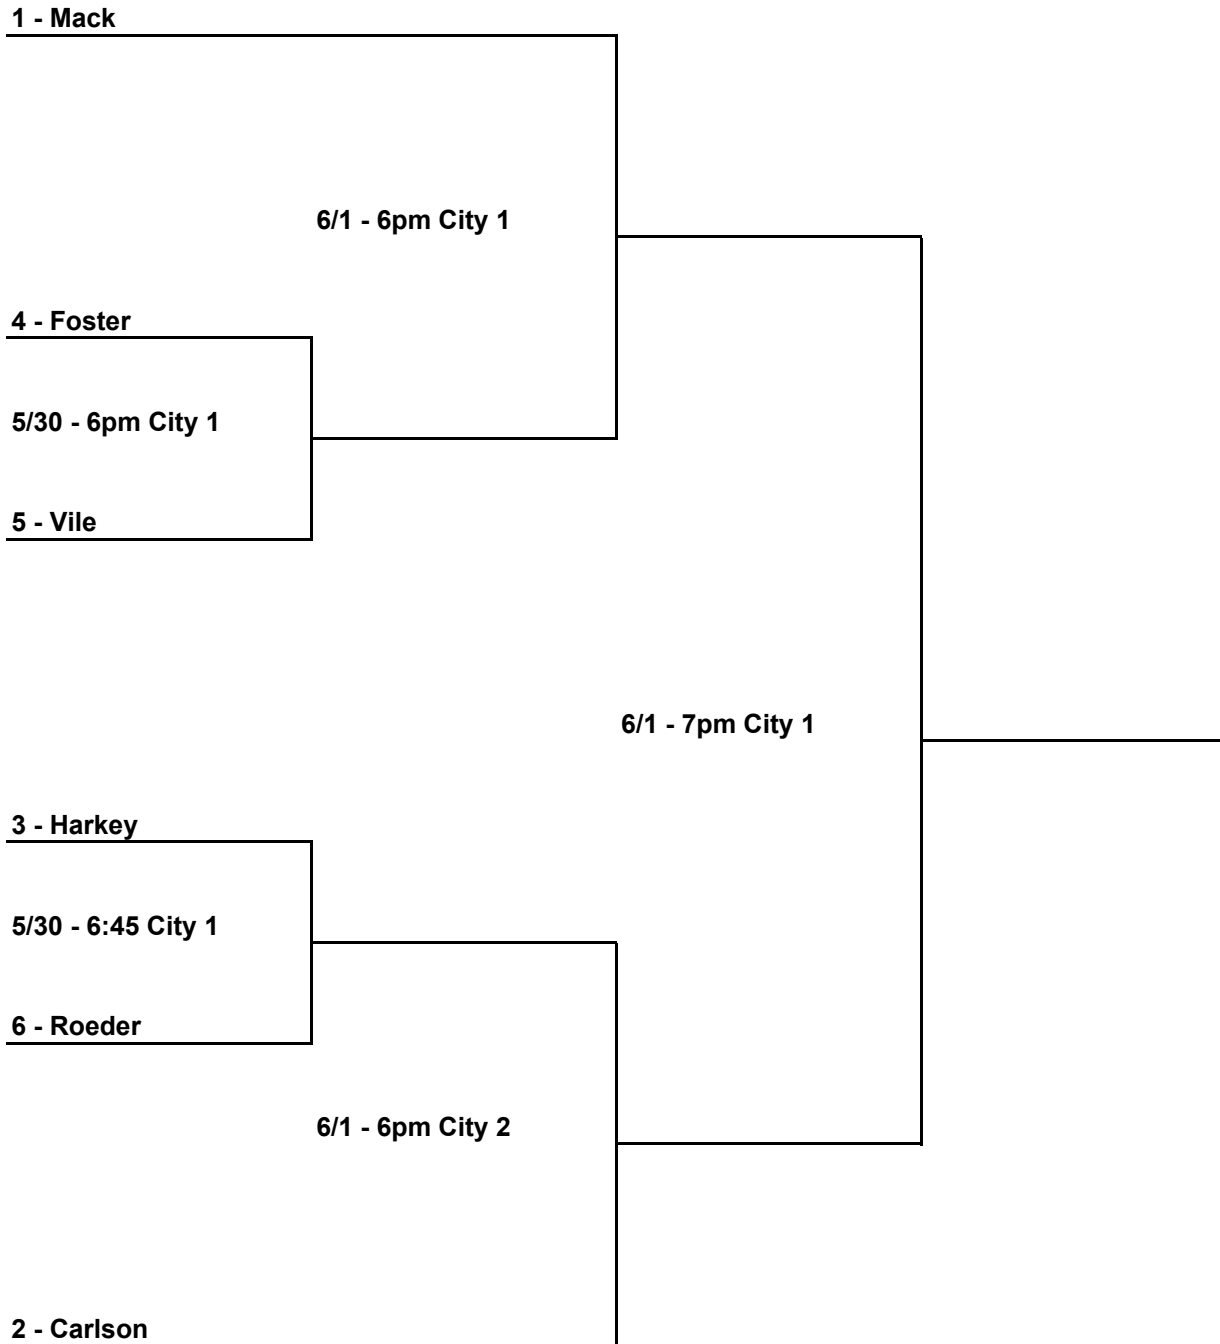 1 - Mack
6/1 - 6pm City 1
4 - Foster
5/30 - 6pm City 1
5 - Vile
6/1 - 7pm City 1
3 - Harkey
5/30 - 6:45 City 1
6 - Roeder
6/1 - 6pm City 2
2 - Carlson